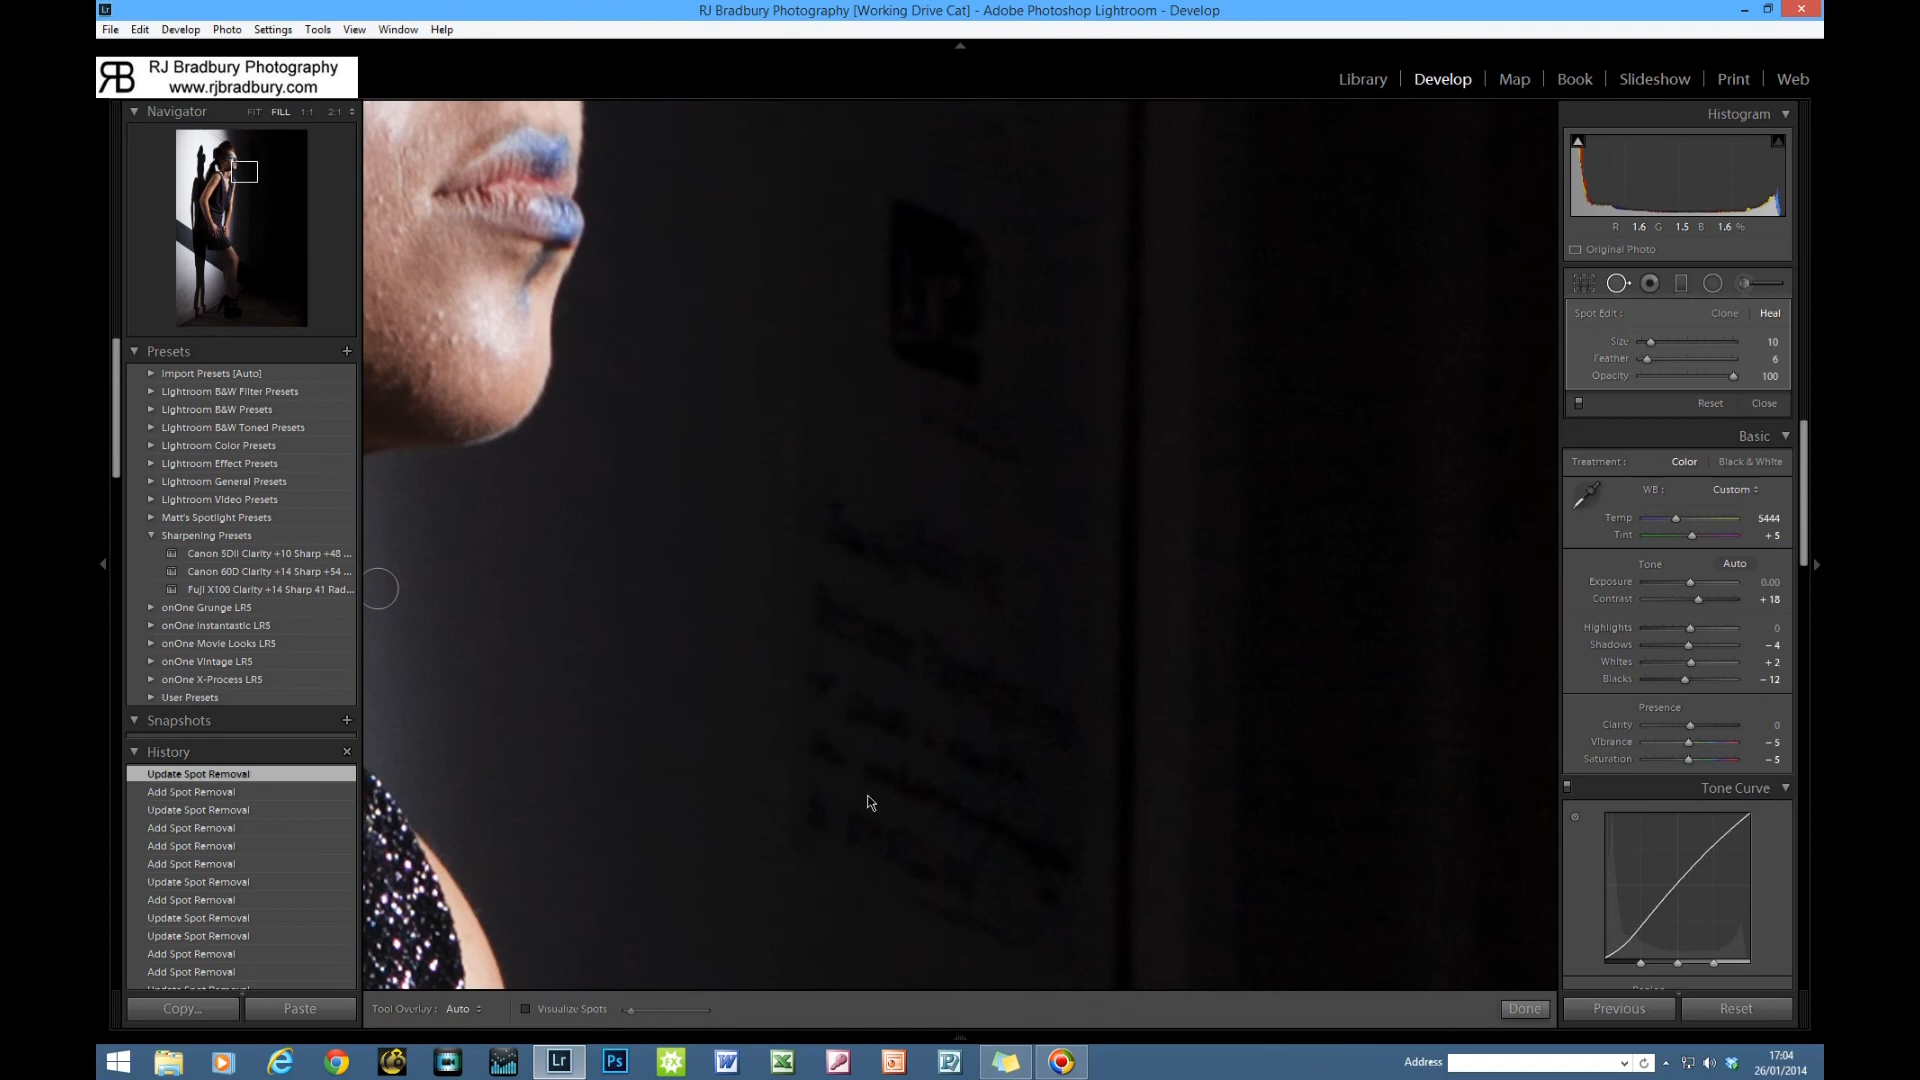 RJ Bradbury Photography [Working Drive Cat] - Adobe Photoshop Lightroom - Develop
File Edit Develop Photo Settings Tools View Window Help
RB RJ Bradbury Photography
www.rjbradbury.com
Library Develop Map Book Slideshow Print Web
Navigator FIT FILL 1:1 2:1
Presets +
Import Presets [Auto]
Lightroom B&W Filter Presets
Lightroom B&W Presets
Lightroom B&W Toned Presets
Lightroom Color Presets
Lightroom Effect Presets
Lightroom General Presets
Lightroom Video Presets
Matt's Spotlight Presets
Sharpening Presets
Canon 5DII Clarity +10 Sharp +48 ...
Canon 60D Clarity +14 Sharp +54 ...
Fuji X100 Clarity +14 Sharp 41 Rad...
onOne Grunge LR5
onOne Instantastic LR5
onOne Movie Looks LR5
onOne Vintage LR5
onOne X-Process LR5
User Presets
Snapshots +
History ×
Update Spot Removal
Add Spot Removal
Update Spot Removal
Add Spot Removal
Add Spot Removal
Add Spot Removal
Update Spot Removal
Add Spot Removal
Update Spot Removal
Update Spot Removal
Add Spot Removal
Add Spot Removal
Copy... Paste
Tool Overlay : Auto Visualize Spots Done
Histogram
R 1.6 G 1.5 B 1.6 %
Original Photo
Spot Edit : Clone Heal
Size 10
Feather 6
Opacity 100
Reset Close
Basic
Treatment : Color Black & White
WB : Custom
Temp 5444
Tint + 5
Tone Auto
Exposure 0.00
Contrast + 18
Highlights 0
Shadows - 4
Whites + 2
Blacks - 12
Presence
Clarity 0
Vibrance - 5
Saturation - 5
Tone Curve
Previous Reset
Lr Ps FX
Address
17:04
26/01/2014